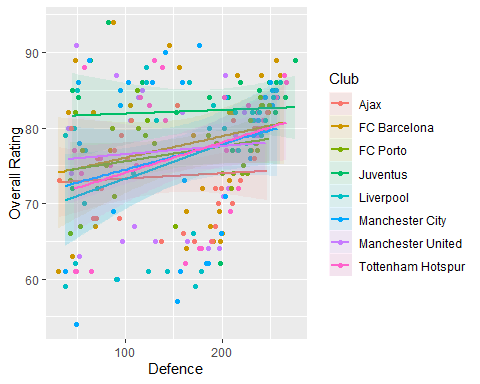 90
80
70
60
Overall Rating
100
200
Defence
Club
Ajax
FC Barcelona
FC Porto
Juventus
Liverpool
Manchester City
Manchester United
Tottenham Hotspur